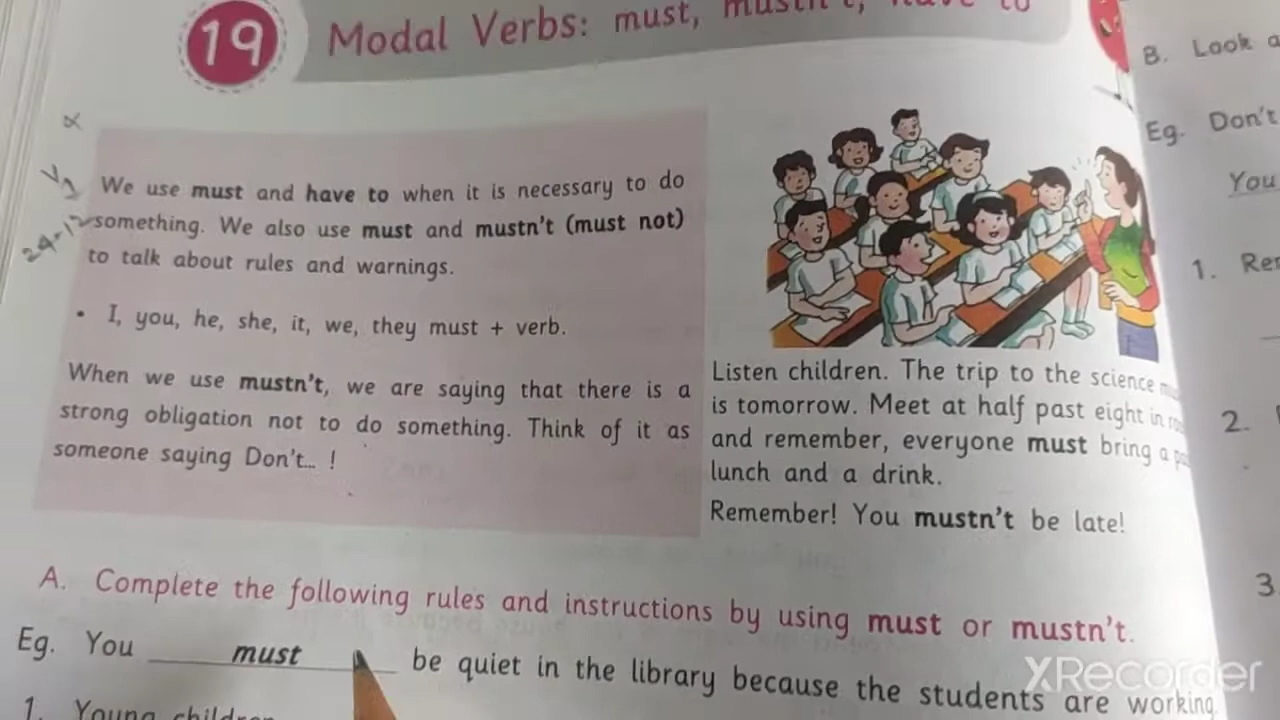 19
Modal Verbs: must, mustn't, have to
We use must and have to when it is necessary to do
something. We also use must and mustn't (must not)
to talk about rules and warnings.
• I, you, he, she, it, we, they must + verb.
When we use mustn't, we are saying that there is a
strong obligation not to do something. Think of it as
someone saying Don't... !
Listen children. The trip to the science
is tomorrow. Meet at half past eight in
and remember, everyone must bring a
lunch and a drink.
Remember! You mustn't be late!
A. Complete the following rules and instructions by using must or mustn't.
Eg. You must be quiet in the library because the students are working.
1. Young children
B. Look
Eg. Don't
You
1.
2.
3.
XRecorder